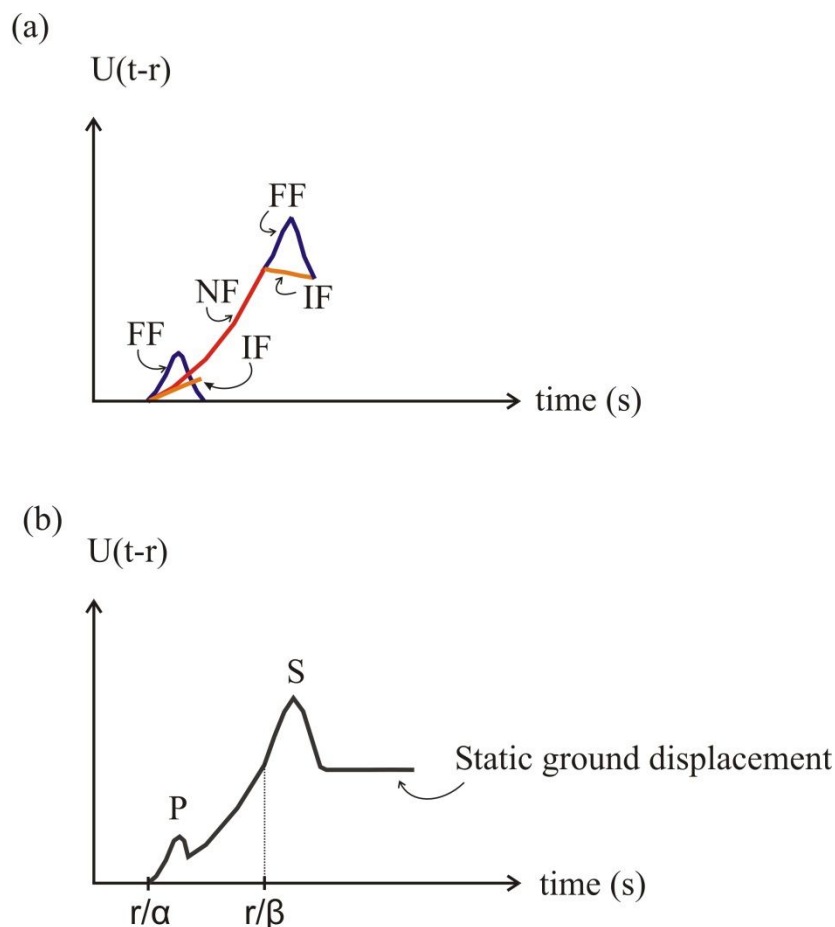 (a)
U(t-r)
FF
NF
IF
FF
IF
time (s)
(b)
U(t-r)
S
Static ground displacement
P
time (s)
r/α
r/β